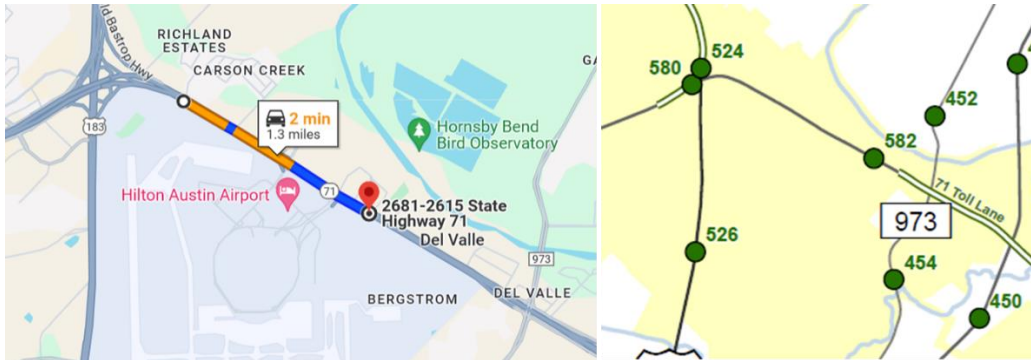 ld Bastrop Hwy
RICHLAND
ESTATES
CARSON CREEK
GA
183
2 min
1.3 miles
Hornsby Bend
Bird Observatory
Hilton Austin Airport
71
2681-2615 State
Highway 71
Del Valle
973
BERGSTROM
DEL VALLE
524
580
452
4
582
71 Toll Lane
973
526
454
450